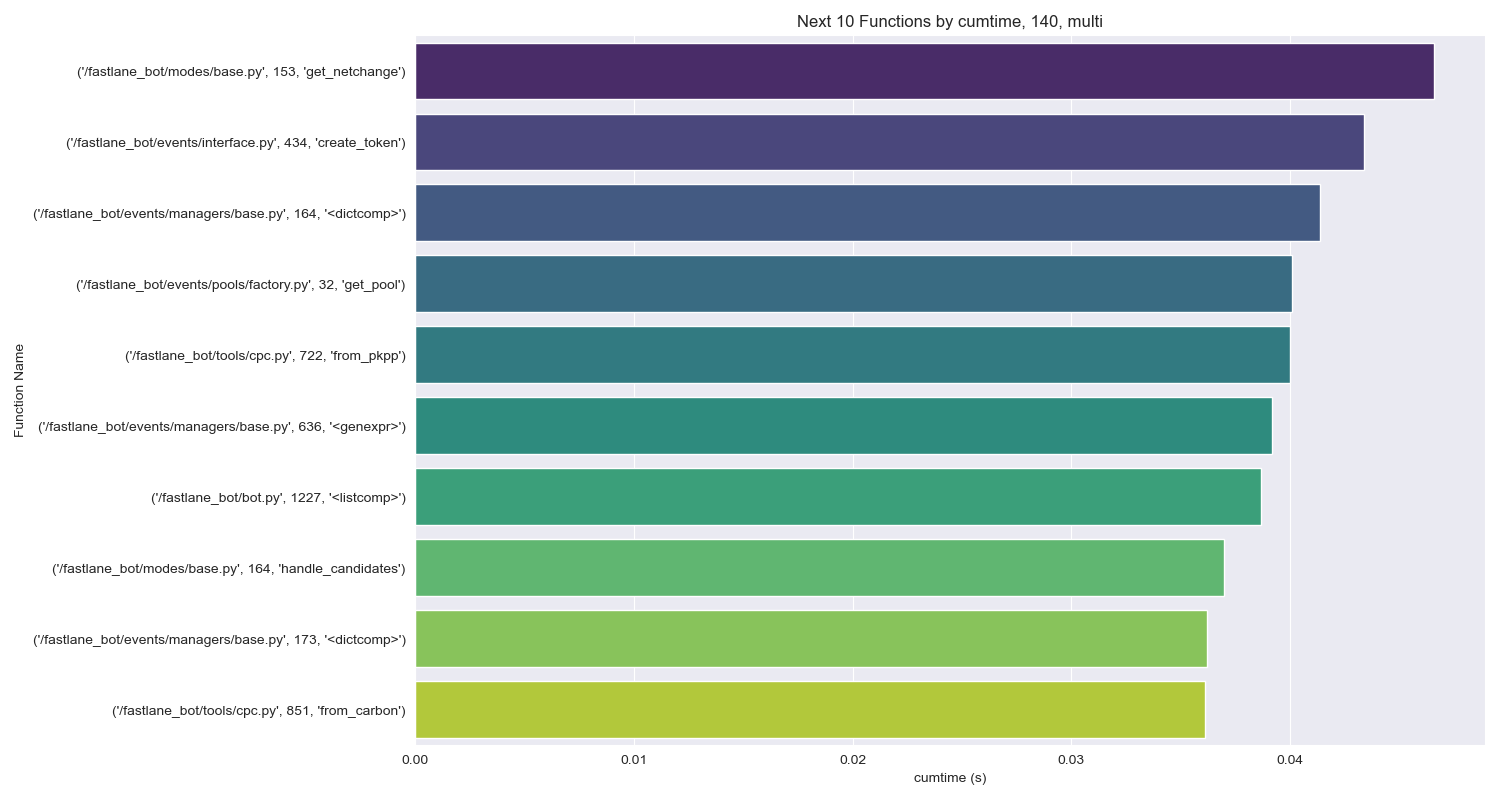 Next 10 Functions by cumtime, 140, multi
('/fastlane_bot/modes/base.py', 153, 'get_netchange')
('/fastlane_bot/events/interface.py', 434, 'create_token')
('/fastlane_bot/events/managers/base.py', 164, '<dictcomp>')
('/fastlane_bot/events/pools/factory.py', 32, 'get_pool')
('/fastlane_bot/tools/cpc.py', 722, 'from_pkpp')
('/fastlane_bot/events/managers/base.py', 636, '<genexpr>')
('/fastlane_bot/bot.py', 1227, '<listcomp>')
('/fastlane_bot/modes/base.py', 164, 'handle_candidates')
('/fastlane_bot/events/managers/base.py', 173, '<dictcomp>')
('/fastlane_bot/tools/cpc.py', 851, 'from_carbon')
Function Name
0.00 0.01 0.02 0.03 0.04
cumtime (s)